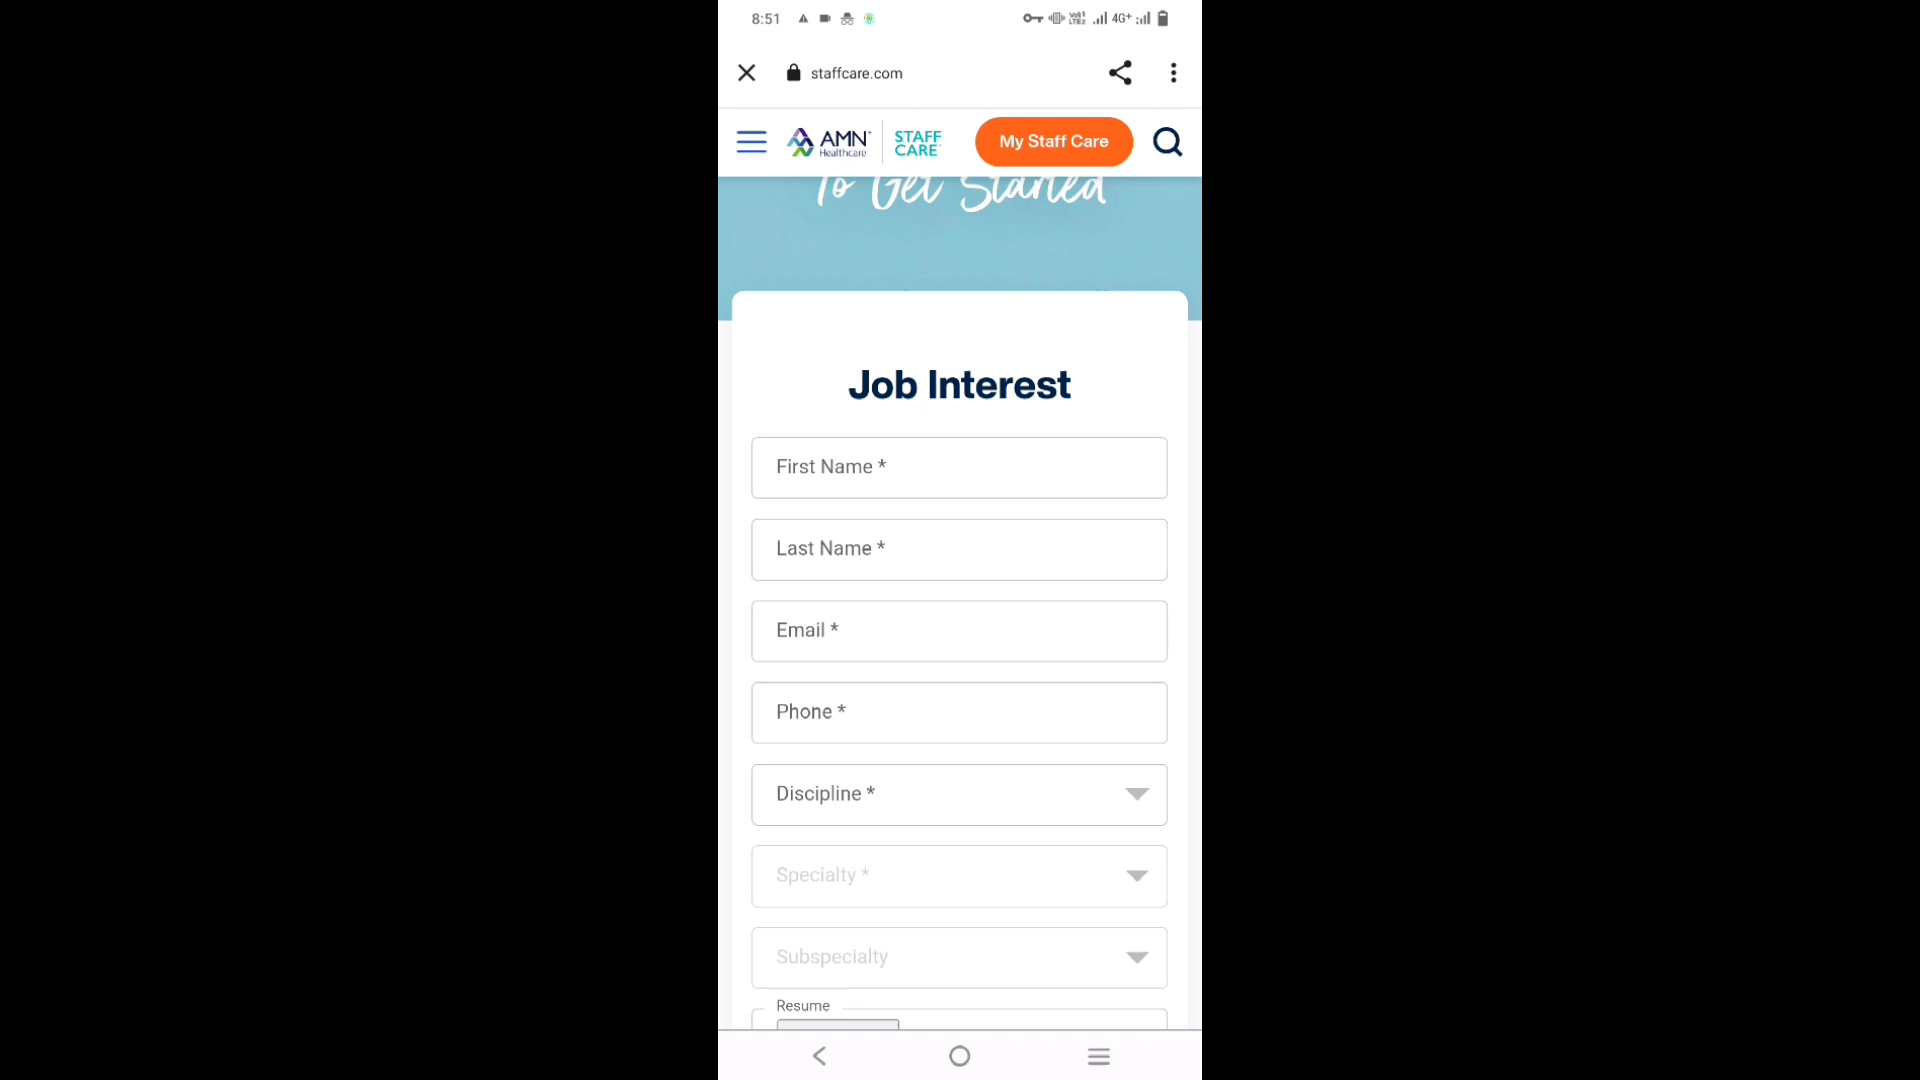 8:51
4G+
staffcare.com
AMN Healthcare
STAFF CARE
My Staff Care
To Get Started
Job Interest
First Name *
Last Name *
Email *
Phone *
Discipline *
Specialty *
Subspecialty
Resume